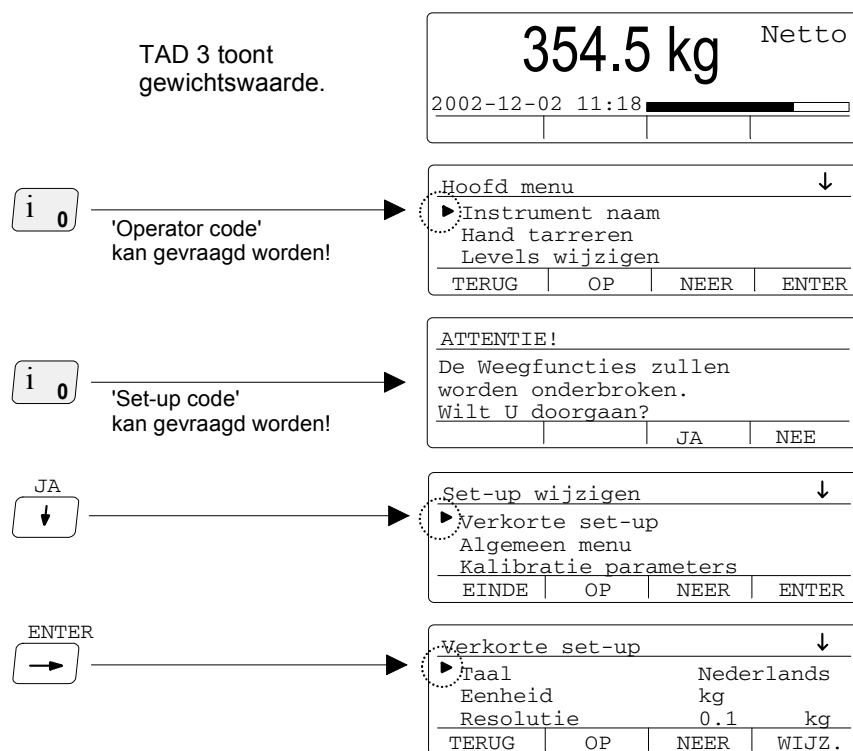 TAD 3 toont
gewichtswaarde.
354.5 kg Netto
2002-12-02 11:18
i 0
'Operator code'
kan gevraagd worden!
Hoofd menu ↓
Instrument naam
Hand tarreren
Levels wijzigen
TERUG OP NEER ENTER
i 0
'Set-up code'
kan gevraagd worden!
ATTENTIE!
De Weegfuncties zullen
worden onderbroken.
Wilt U doorgaan?
JA NEE
JA
Set-up wijzigen ↓
Verkorte set-up
Algemeen menu
Kalibratie parameters
EINDE OP NEER ENTER
ENTER
Verkorte set-up ↓
Taal Nederlands
Eenheid kg
Resolutie 0.1 kg
TERUG OP NEER WIJZ.